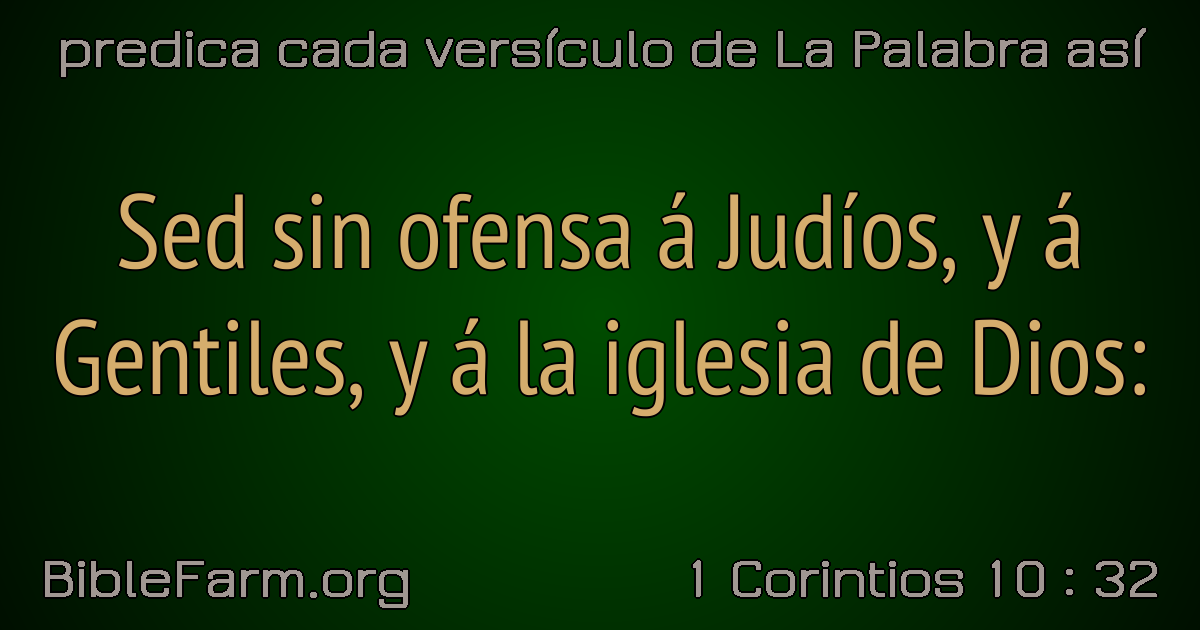 predica cada versículo de La Palabra así
Sed sin ofensa á Judíos, y á
Gentiles, y á la iglesia de Dios:
BibleFarm.org
1 Corintios 10 : 32